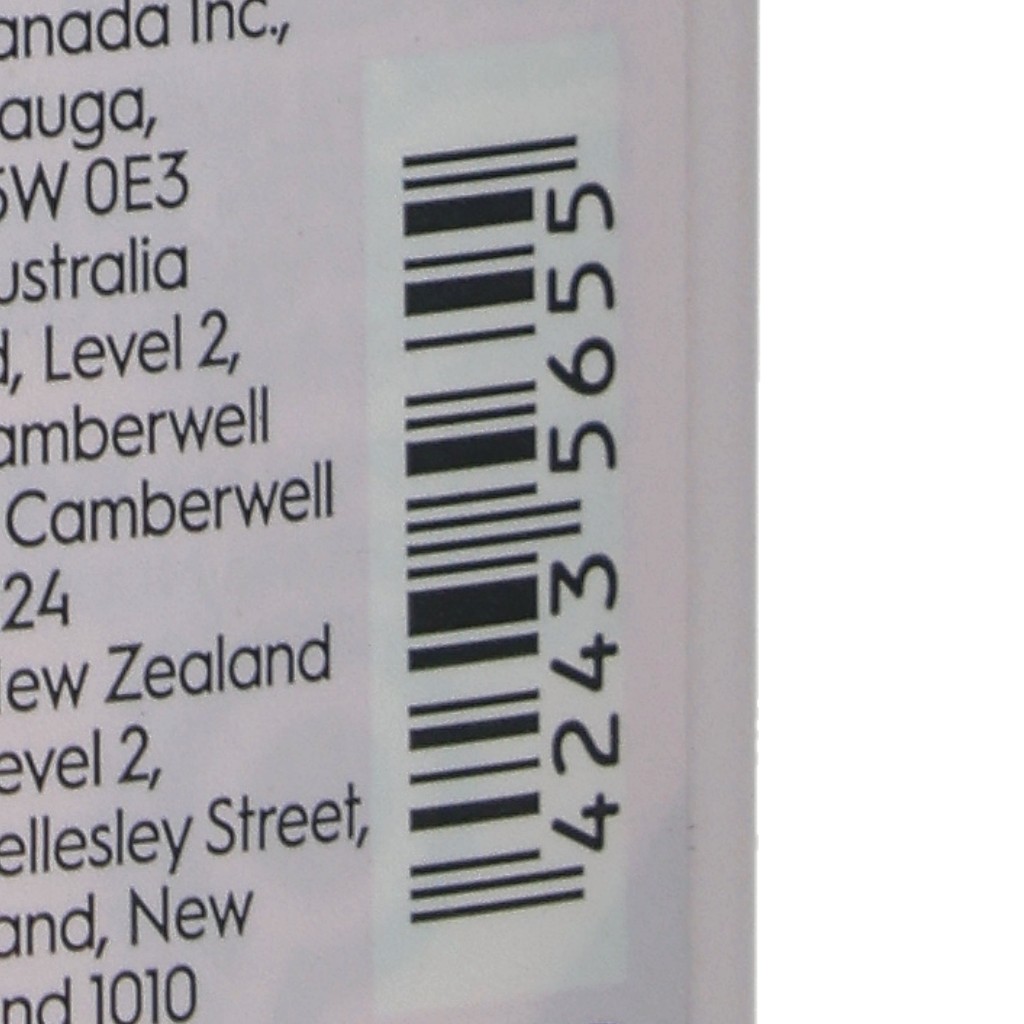 anada Inc.,
auga,
5W 0E3
ustralia
d, Level 2,
amberwell
Camberwell
24
ew Zealand
evel 2,
ellesley Street,
and, New
nd 1010
4243 5655